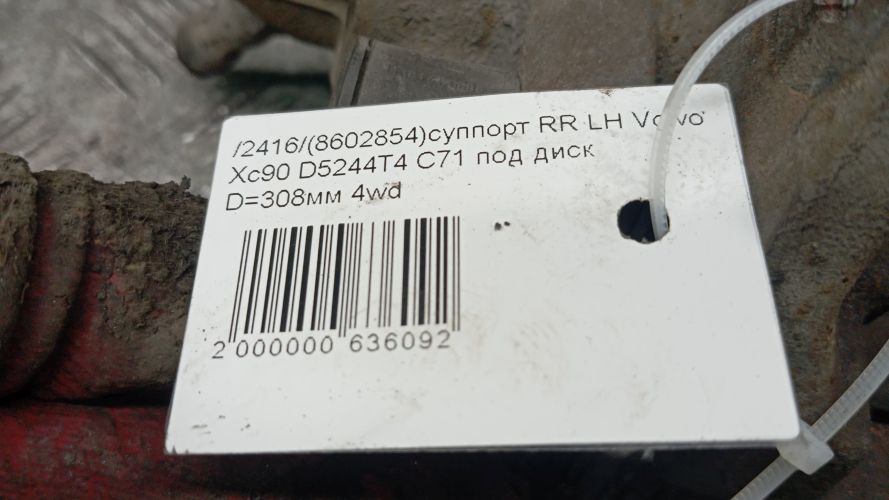 /2416/(8602854)суппорт RR LH Volvo
Xc90 D5244T4 C71 под диск
D=308мм 4wd
2 000000 636092